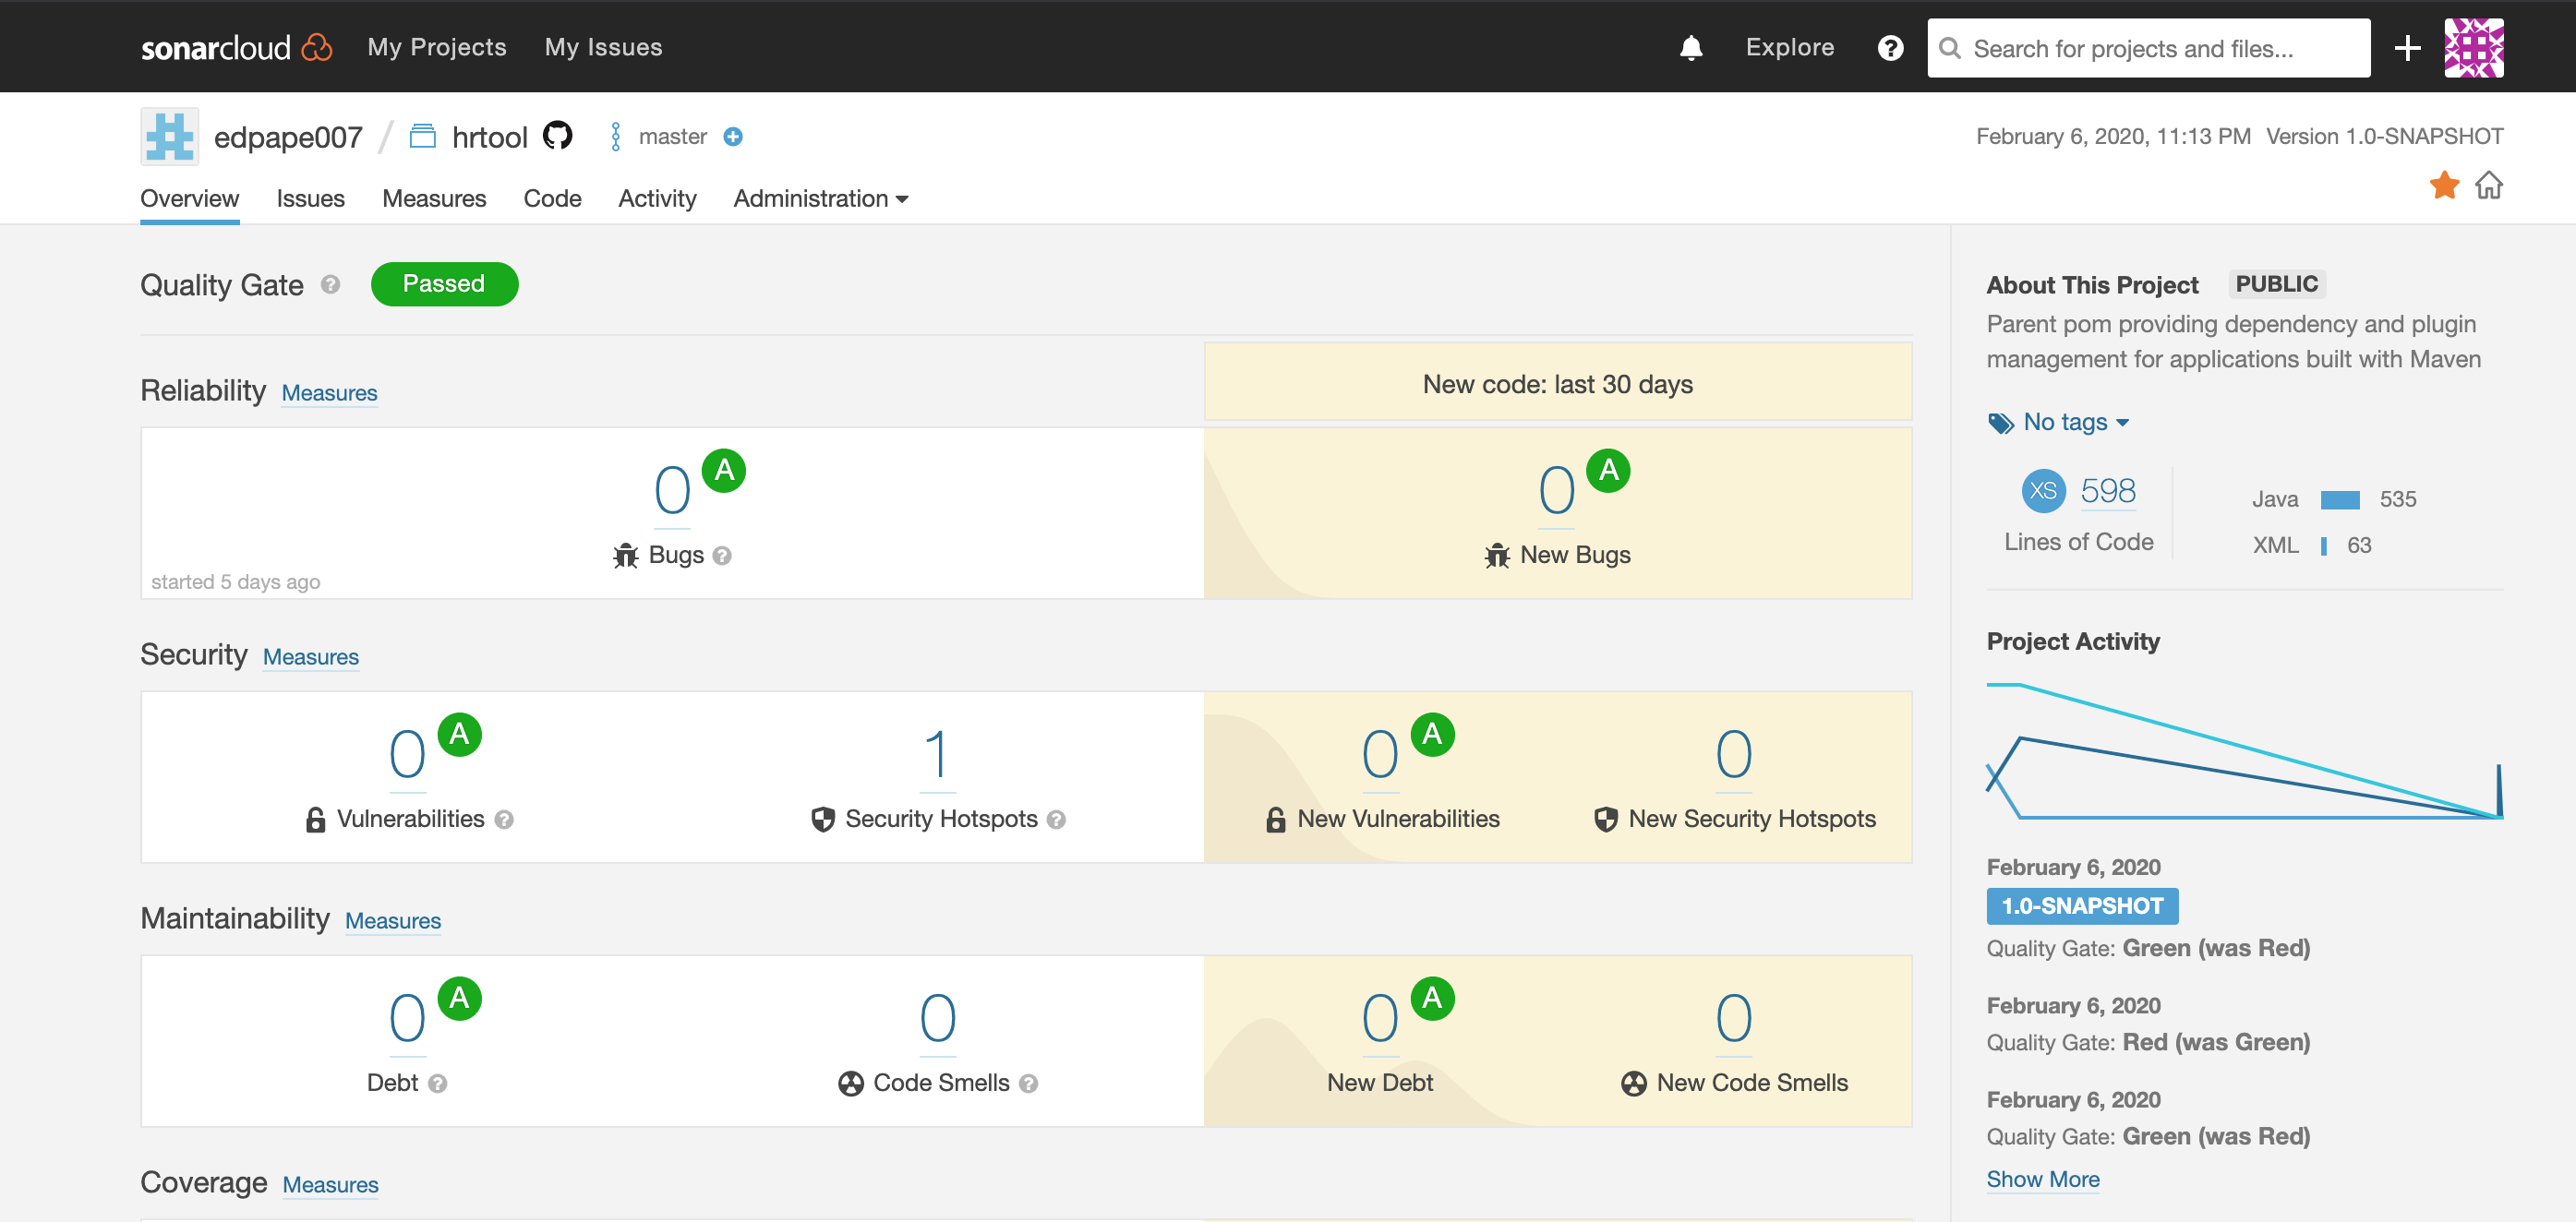 sonarcloud My Projects My Issues Explore Search for projects and files...
edpape007 / hrtool master February 6, 2020, 11:13 PM Version 1.0-SNAPSHOT
Overview Issues Measures Code Activity Administration
Quality Gate ? Passed
Reliability Measures
New code: last 30 days
0 A
Bugs ?
started 5 days ago
0 A
New Bugs
Security Measures
0 A
Vulnerabilities ?
1
Security Hotspots ?
0 A
New Vulnerabilities
0
New Security Hotspots
Maintainability Measures
0 A
Debt ?
0
Code Smells ?
0 A
New Debt
0
New Code Smells
Coverage Measures
About This Project PUBLIC
Parent pom providing dependency and plugin
management for applications built with Maven
No tags
XS 598
Lines of Code
Java 535
XML 63
Project Activity
February 6, 2020
1.0-SNAPSHOT
Quality Gate: Green (was Red)
February 6, 2020
Quality Gate: Red (was Green)
February 6, 2020
Quality Gate: Green (was Red)
Show More